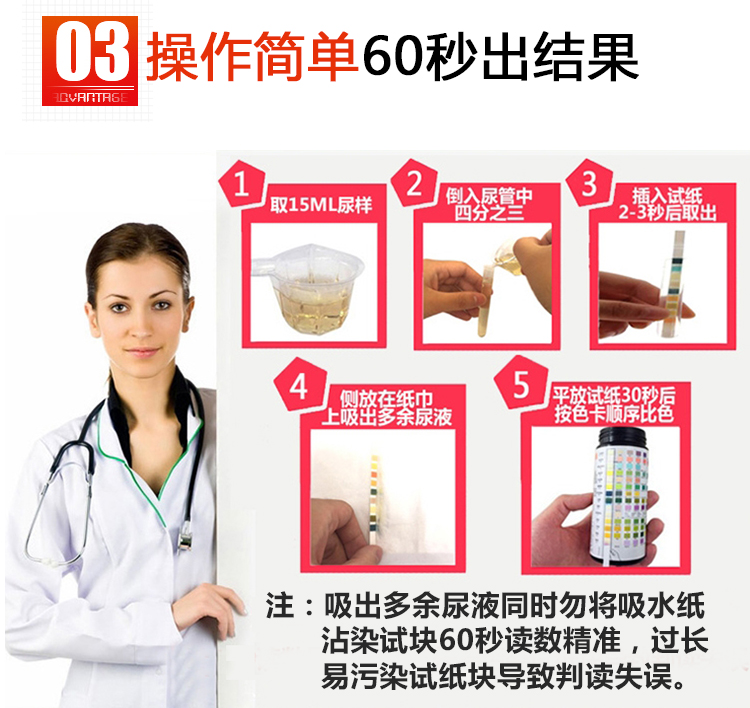 03
ADVANTAGE
操作简单60秒出结果
1
取15ML尿样
2
倒入尿管中
四分之三
3
插入试纸
2-3秒后取出
4
侧放在纸巾
上吸出多余尿液
5
平放试纸30秒后
按色卡顺序比色
注：吸出多余尿液同时勿将吸水纸
沾染试块60秒读数精准，过长
易污染试纸块导致判读失误。